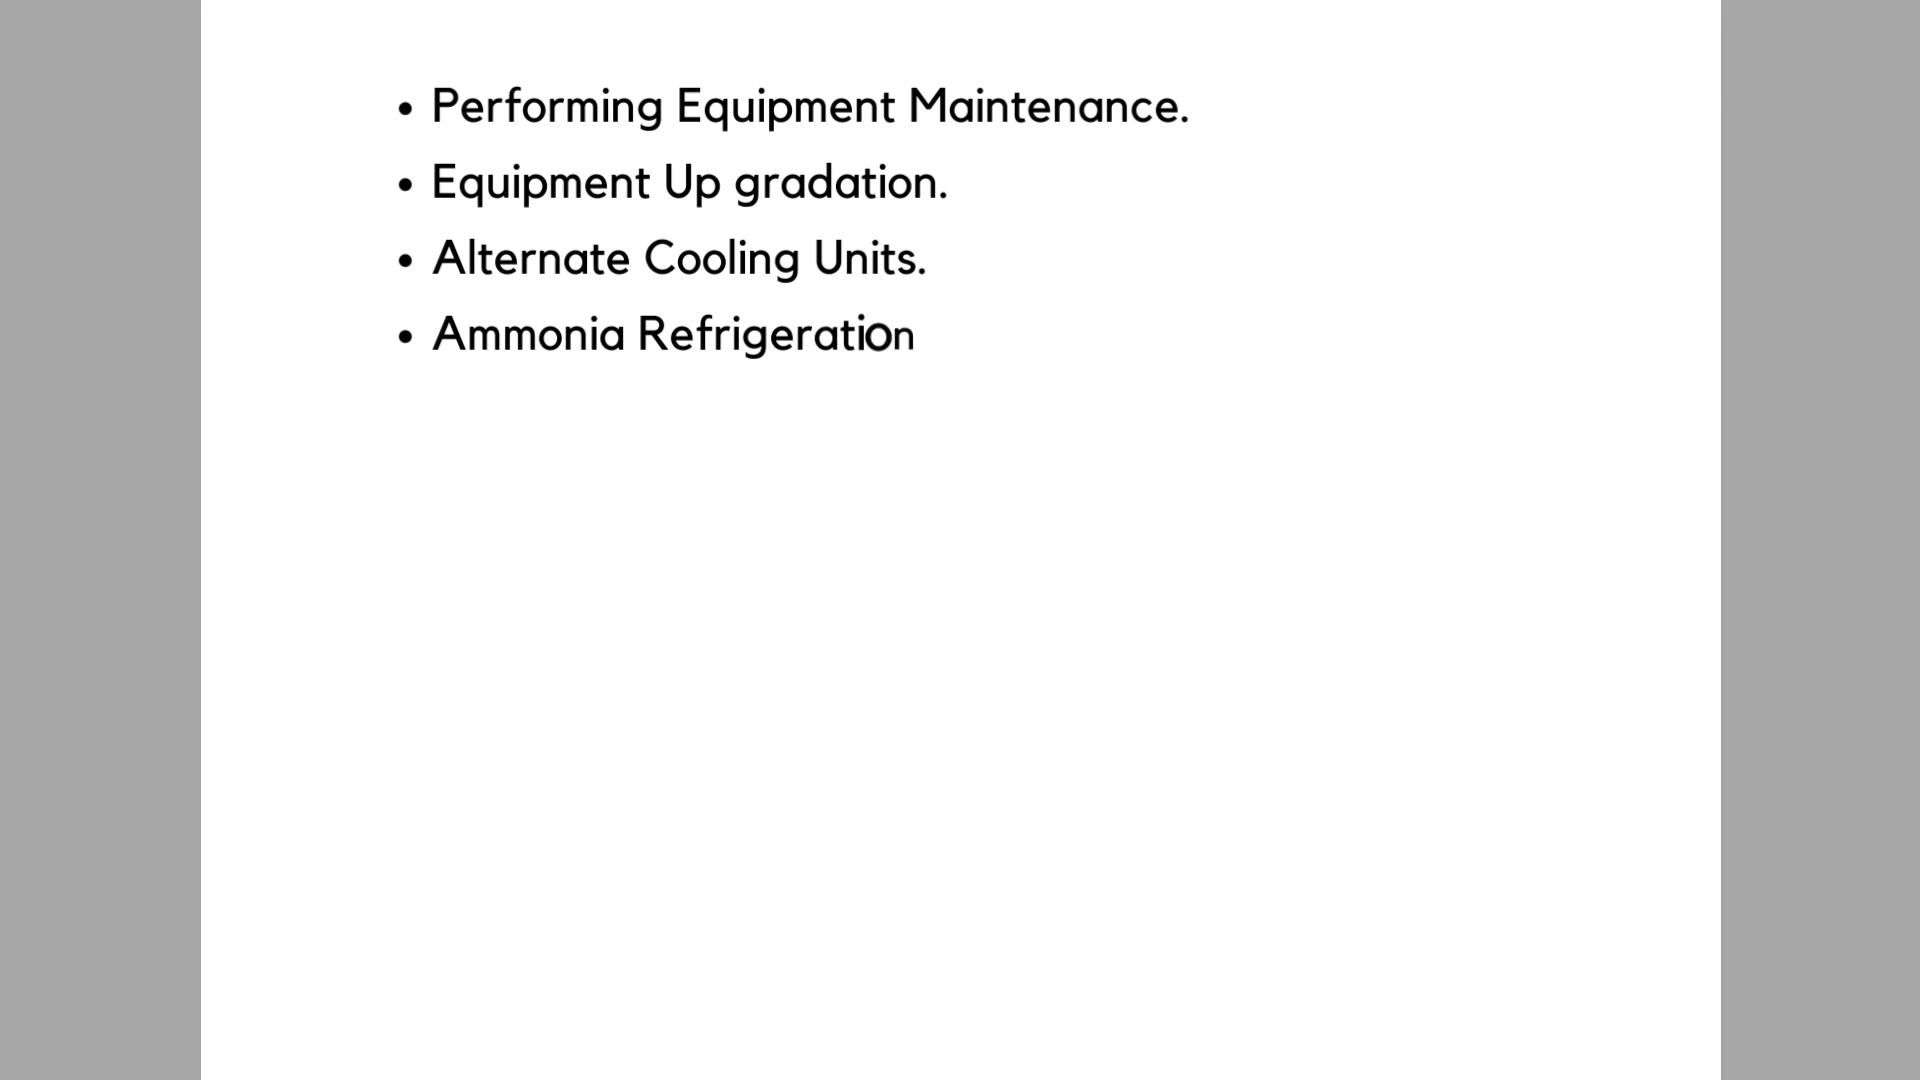 • Performing Equipment Maintenance.
• Equipment Up gradation.
• Alternate Cooling Units.
• Ammonia Refrigeration